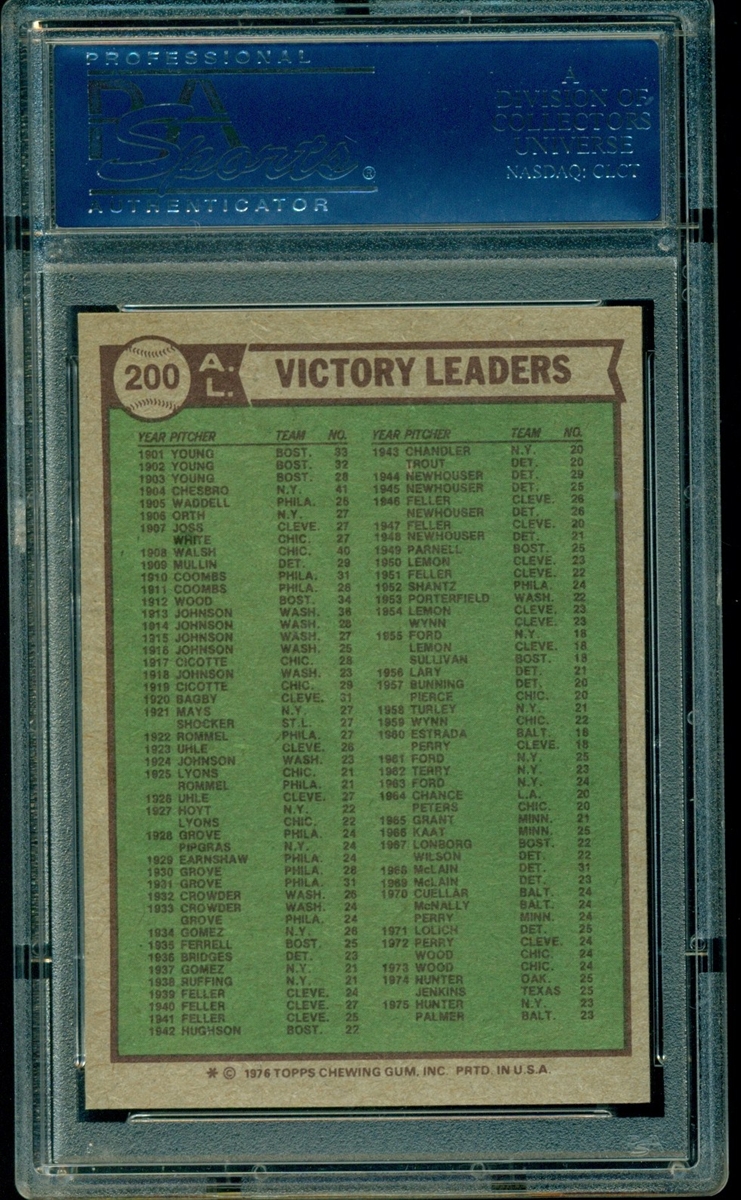 PROFESSIONAL
PSA
Sports®
AUTHENTICATOR
A
DIVISION OF
COLLECTORS
UNIVERSE
NASDAQ: CLCT
200 A.L. VICTORY LEADERS
YEAR PITCHER TEAM NO.
1901 YOUNG BOST. 33
1902 YOUNG BOST. 32
1903 YOUNG BOST. 28
1904 CHESBRO N.Y. 41
1905 WADDELL PHILA. 26
1906 ORTH N.Y. 27
1907 JOSS CLEVE. 27
WHITE CHIC. 27
1908 WALSH CHIC. 40
1909 MULLIN DET. 29
1910 COOMBS PHILA. 31
1911 COOMBS PHILA. 28
1912 WOOD BOST. 34
1913 JOHNSON WASH. 36
1914 JOHNSON WASH. 28
1915 JOHNSON WASH. 27
1916 JOHNSON WASH. 25
1917 CICOTTE CHIC. 28
1918 JOHNSON WASH. 23
1919 CICOTTE CHIC. 29
1920 BAGBY CLEVE. 31
1921 MAYS N.Y. 27
SHOCKER ST.L. 27
1922 ROMMEL PHILA. 27
1923 UHLE CLEVE. 26
1924 JOHNSON WASH. 23
1925 LYONS CHIC. 21
ROMMEL PHILA. 21
1926 UHLE CLEVE. 27
1927 HOYT N.Y. 22
LYONS CHIC. 22
1928 GROVE PHILA. 24
PIPGRAS N.Y. 24
1929 EARNSHAW PHILA. 24
1930 GROVE PHILA. 28
1931 GROVE PHILA. 31
1932 CROWDER WASH. 26
1933 CROWDER WASH. 24
GROVE PHILA. 24
1934 GOMEZ N.Y. 26
1935 FERRELL BOST. 25
1936 BRIDGES DET. 23
1937 GOMEZ N.Y. 21
1938 RUFFING N.Y. 21
1939 FELLER CLEVE. 24
1940 FELLER CLEVE. 27
1941 FELLER CLEVE. 25
1942 HUGHSON BOST. 22
YEAR PITCHER TEAM NO.
1943 CHANDLER N.Y. 20
TROUT DET. 20
1944 NEWHOUSER DET. 29
1945 NEWHOUSER DET. 25
1946 FELLER CLEVE. 26
NEWHOUSER DET. 26
1947 FELLER CLEVE. 20
1948 NEWHOUSER DET. 21
1949 PARNELL BOST. 25
1950 LEMON CLEVE. 23
1951 FELLER CLEVE. 22
1952 SHANTZ PHILA. 24
1953 PORTERFIELD WASH. 22
1954 LEMON CLEVE. 23
WYNN CLEVE. 23
1955 FORD N.Y. 18
LEMON CLEVE. 18
SULLIVAN BOST. 18
1956 LARY DET. 21
1957 BUNNING DET. 20
PIERCE CHIC. 20
1958 TURLEY N.Y. 21
1959 WYNN CHIC. 22
1960 ESTRADA BALT. 18
PERRY CLEVE. 18
1961 FORD N.Y. 25
1962 TERRY N.Y. 23
1963 FORD N.Y. 24
1964 CHANCE L.A. 20
PETERS CHIC. 20
1965 GRANT MINN. 21
1966 KAAT MINN. 25
1967 LONBORG BOST. 22
WILSON DET. 22
1968 McLAIN DET. 31
1969 McLAIN DET. 23
1970 CUELLAR BALT. 24
McNALLY BALT. 24
PERRY MINN. 24
1971 LOLICH DET. 25
1972 PERRY CLEVE. 24
WOOD CHIC. 24
1973 WOOD CHIC. 24
1974 HUNTER OAK. 25
JENKINS TEXAS 25
1975 HUNTER N.Y. 23
PALMER BALT. 23
* © 1976 TOPPS CHEWING GUM, INC. PRTD. IN U.S.A.